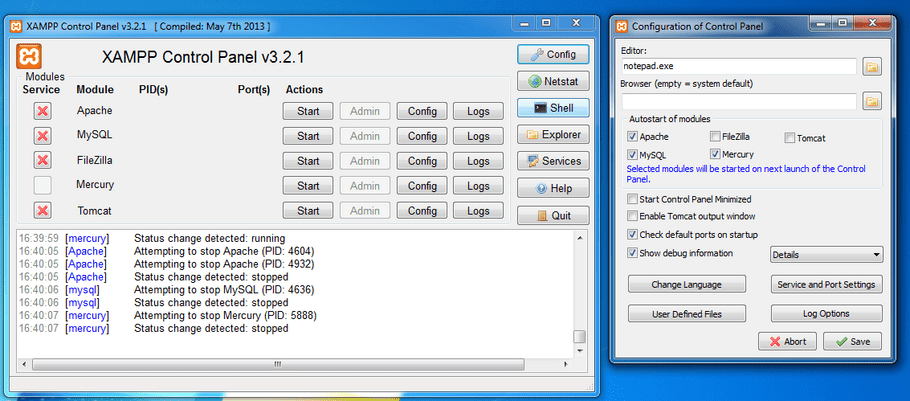 XAMPP Control Panel v3.2.1 [ Compiled: May 7th 2013 ]
XAMPP Control Panel v3.2.1
Modules
Service Module PID(s) Port(s) Actions
Apache Start Admin Config Logs
MySQL Start Admin Config Logs
FileZilla Start Admin Config Logs
Mercury Start Admin Config Logs
Tomcat Start Admin Config Logs
Config
Netstat
Shell
Explorer
Services
Help
Quit
16:39:59 [mercury] Status change detected: running
16:40:05 [Apache] Attempting to stop Apache (PID: 4604)
16:40:05 [Apache] Attempting to stop Apache (PID: 4932)
16:40:05 [Apache] Status change detected: stopped
16:40:06 [mysql] Attempting to stop MySQL (PID: 4636)
16:40:06 [mysql] Status change detected: stopped
16:40:07 [mercury] Attempting to stop Mercury (PID: 5888)
16:40:07 [mercury] Status change detected: stopped
Configuration of Control Panel
Editor:
notepad.exe
Browser (empty = system default)
Autostart of modules
Apache FileZilla Tomcat
MySQL Mercury
Selected modules will be started on next launch of the Control
Panel.
Start Control Panel Minimized
Enable Tomcat output window
Check default ports on startup
Show debug information Details
Change Language Service and Port Settings
User Defined Files Log Options
Abort Save